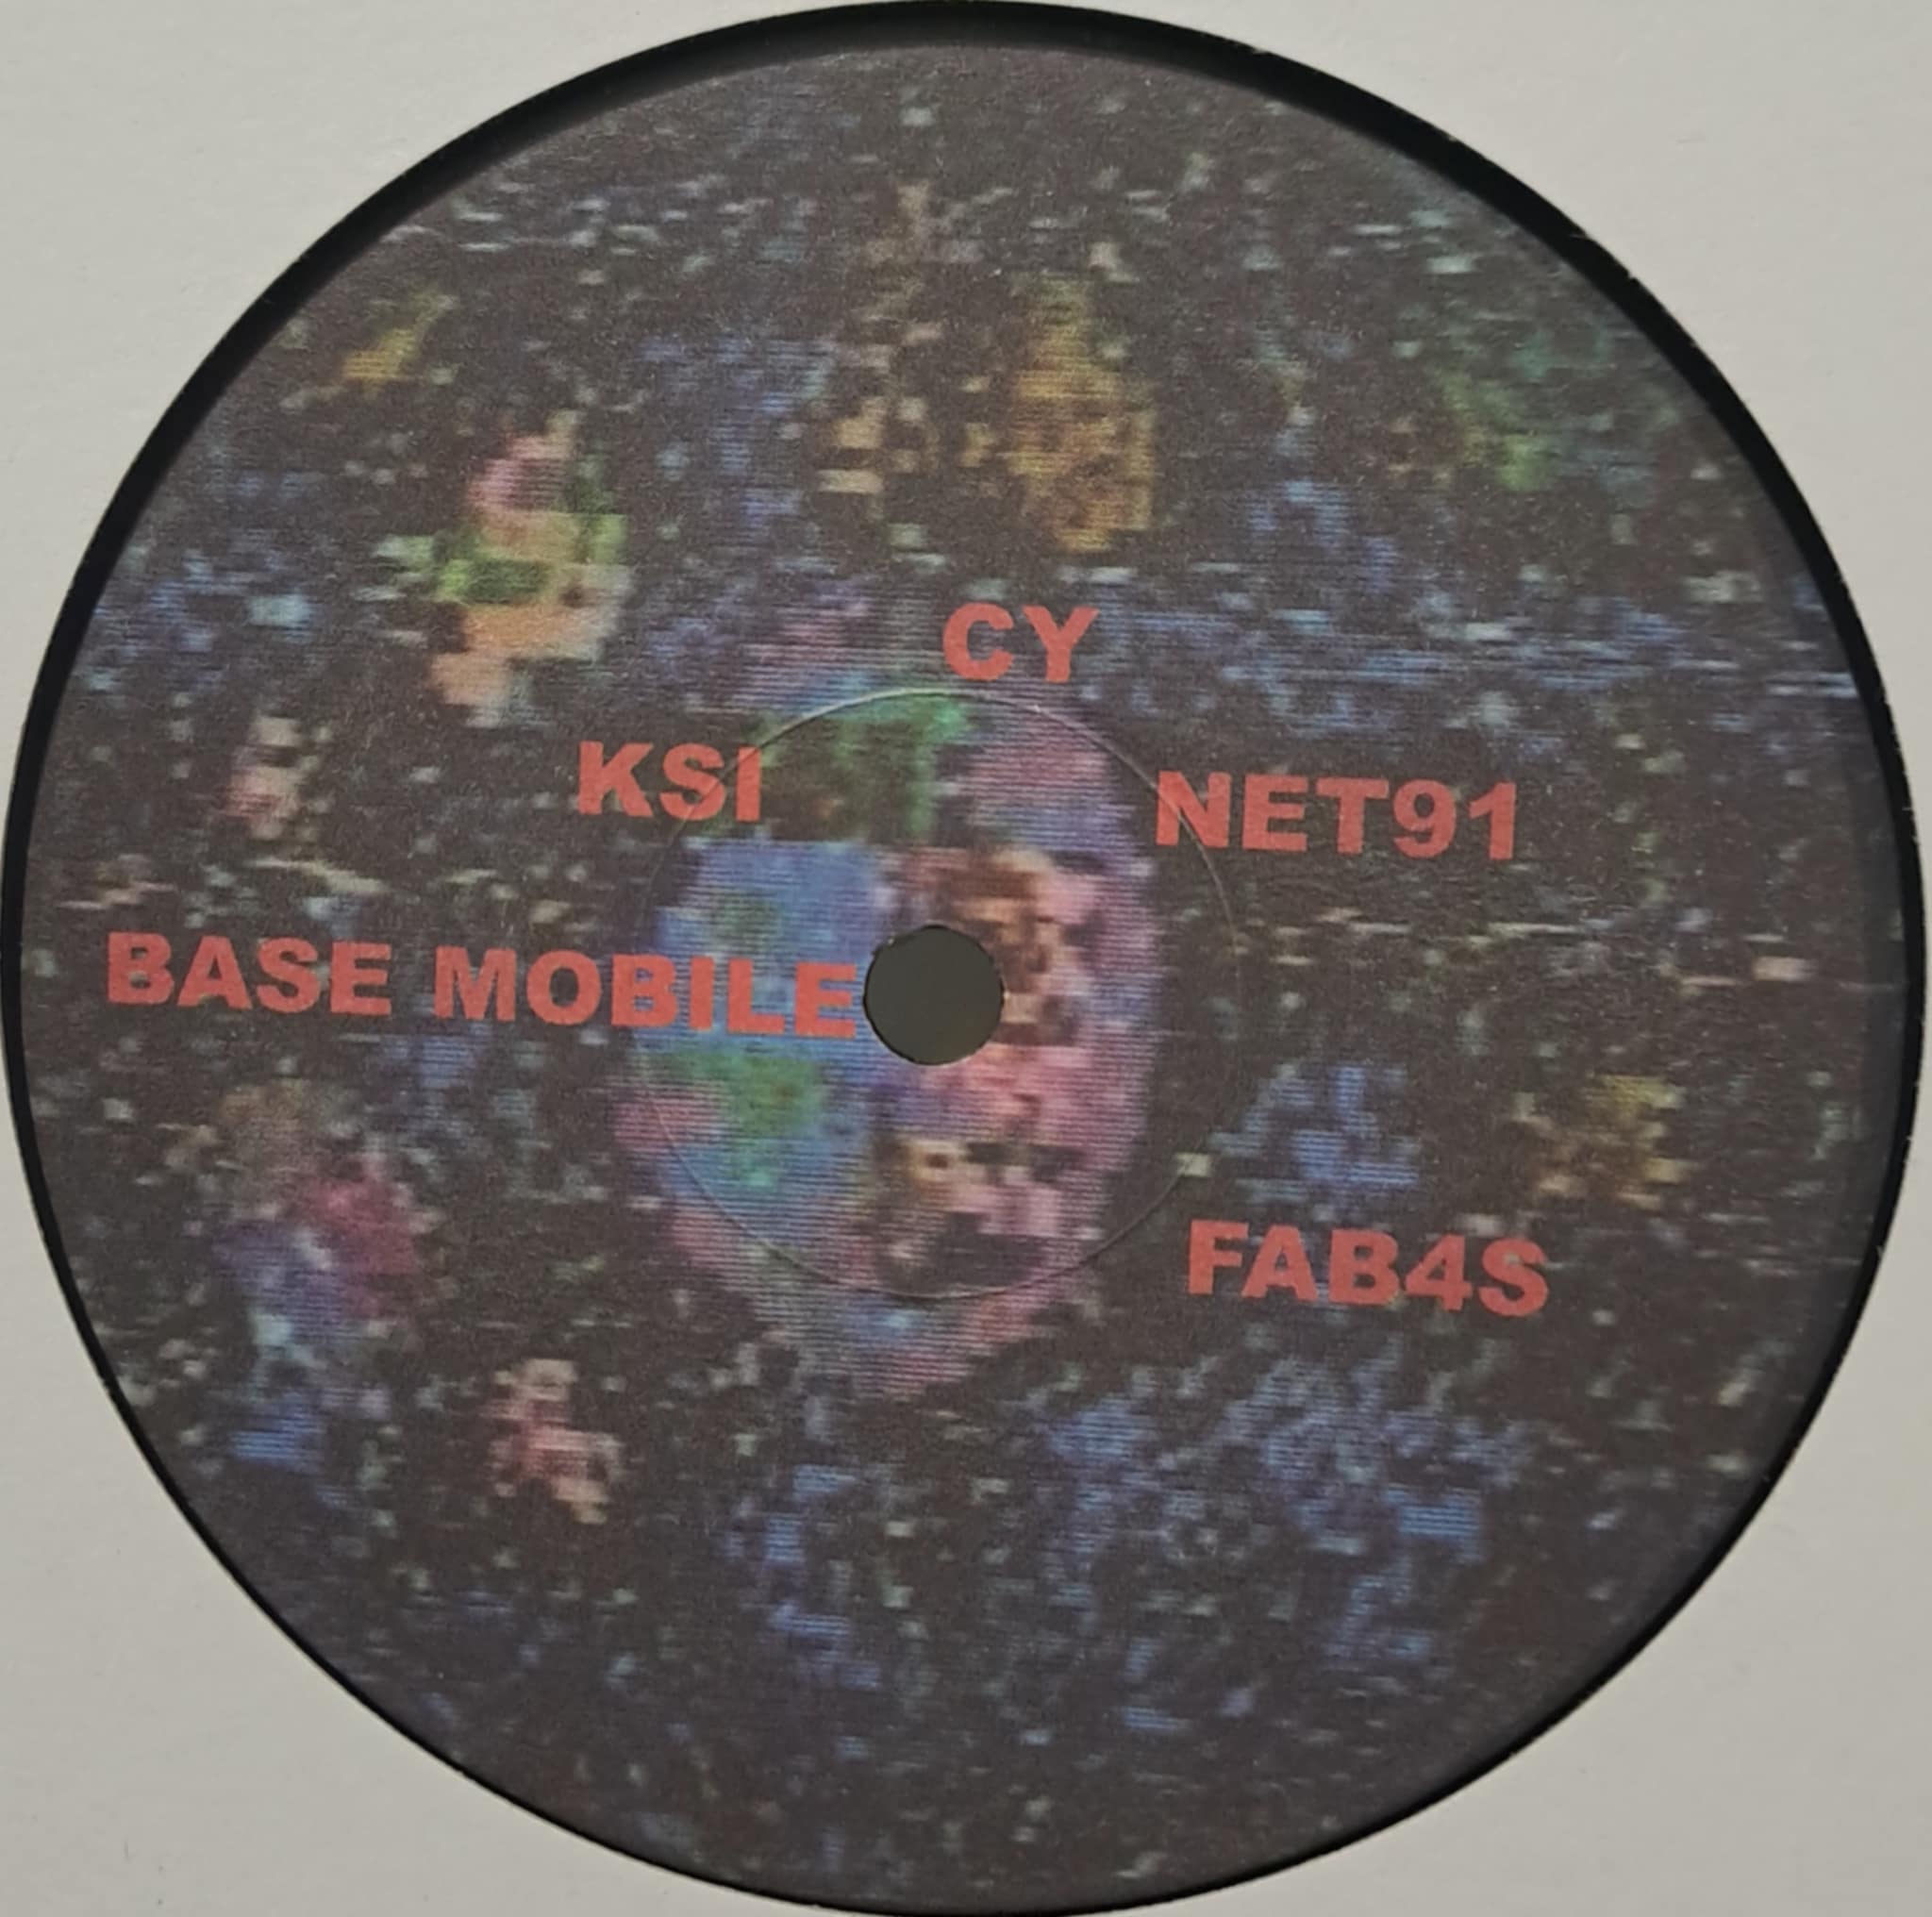 CY
KSI
NET91
BASE MOBILE
FAB4S